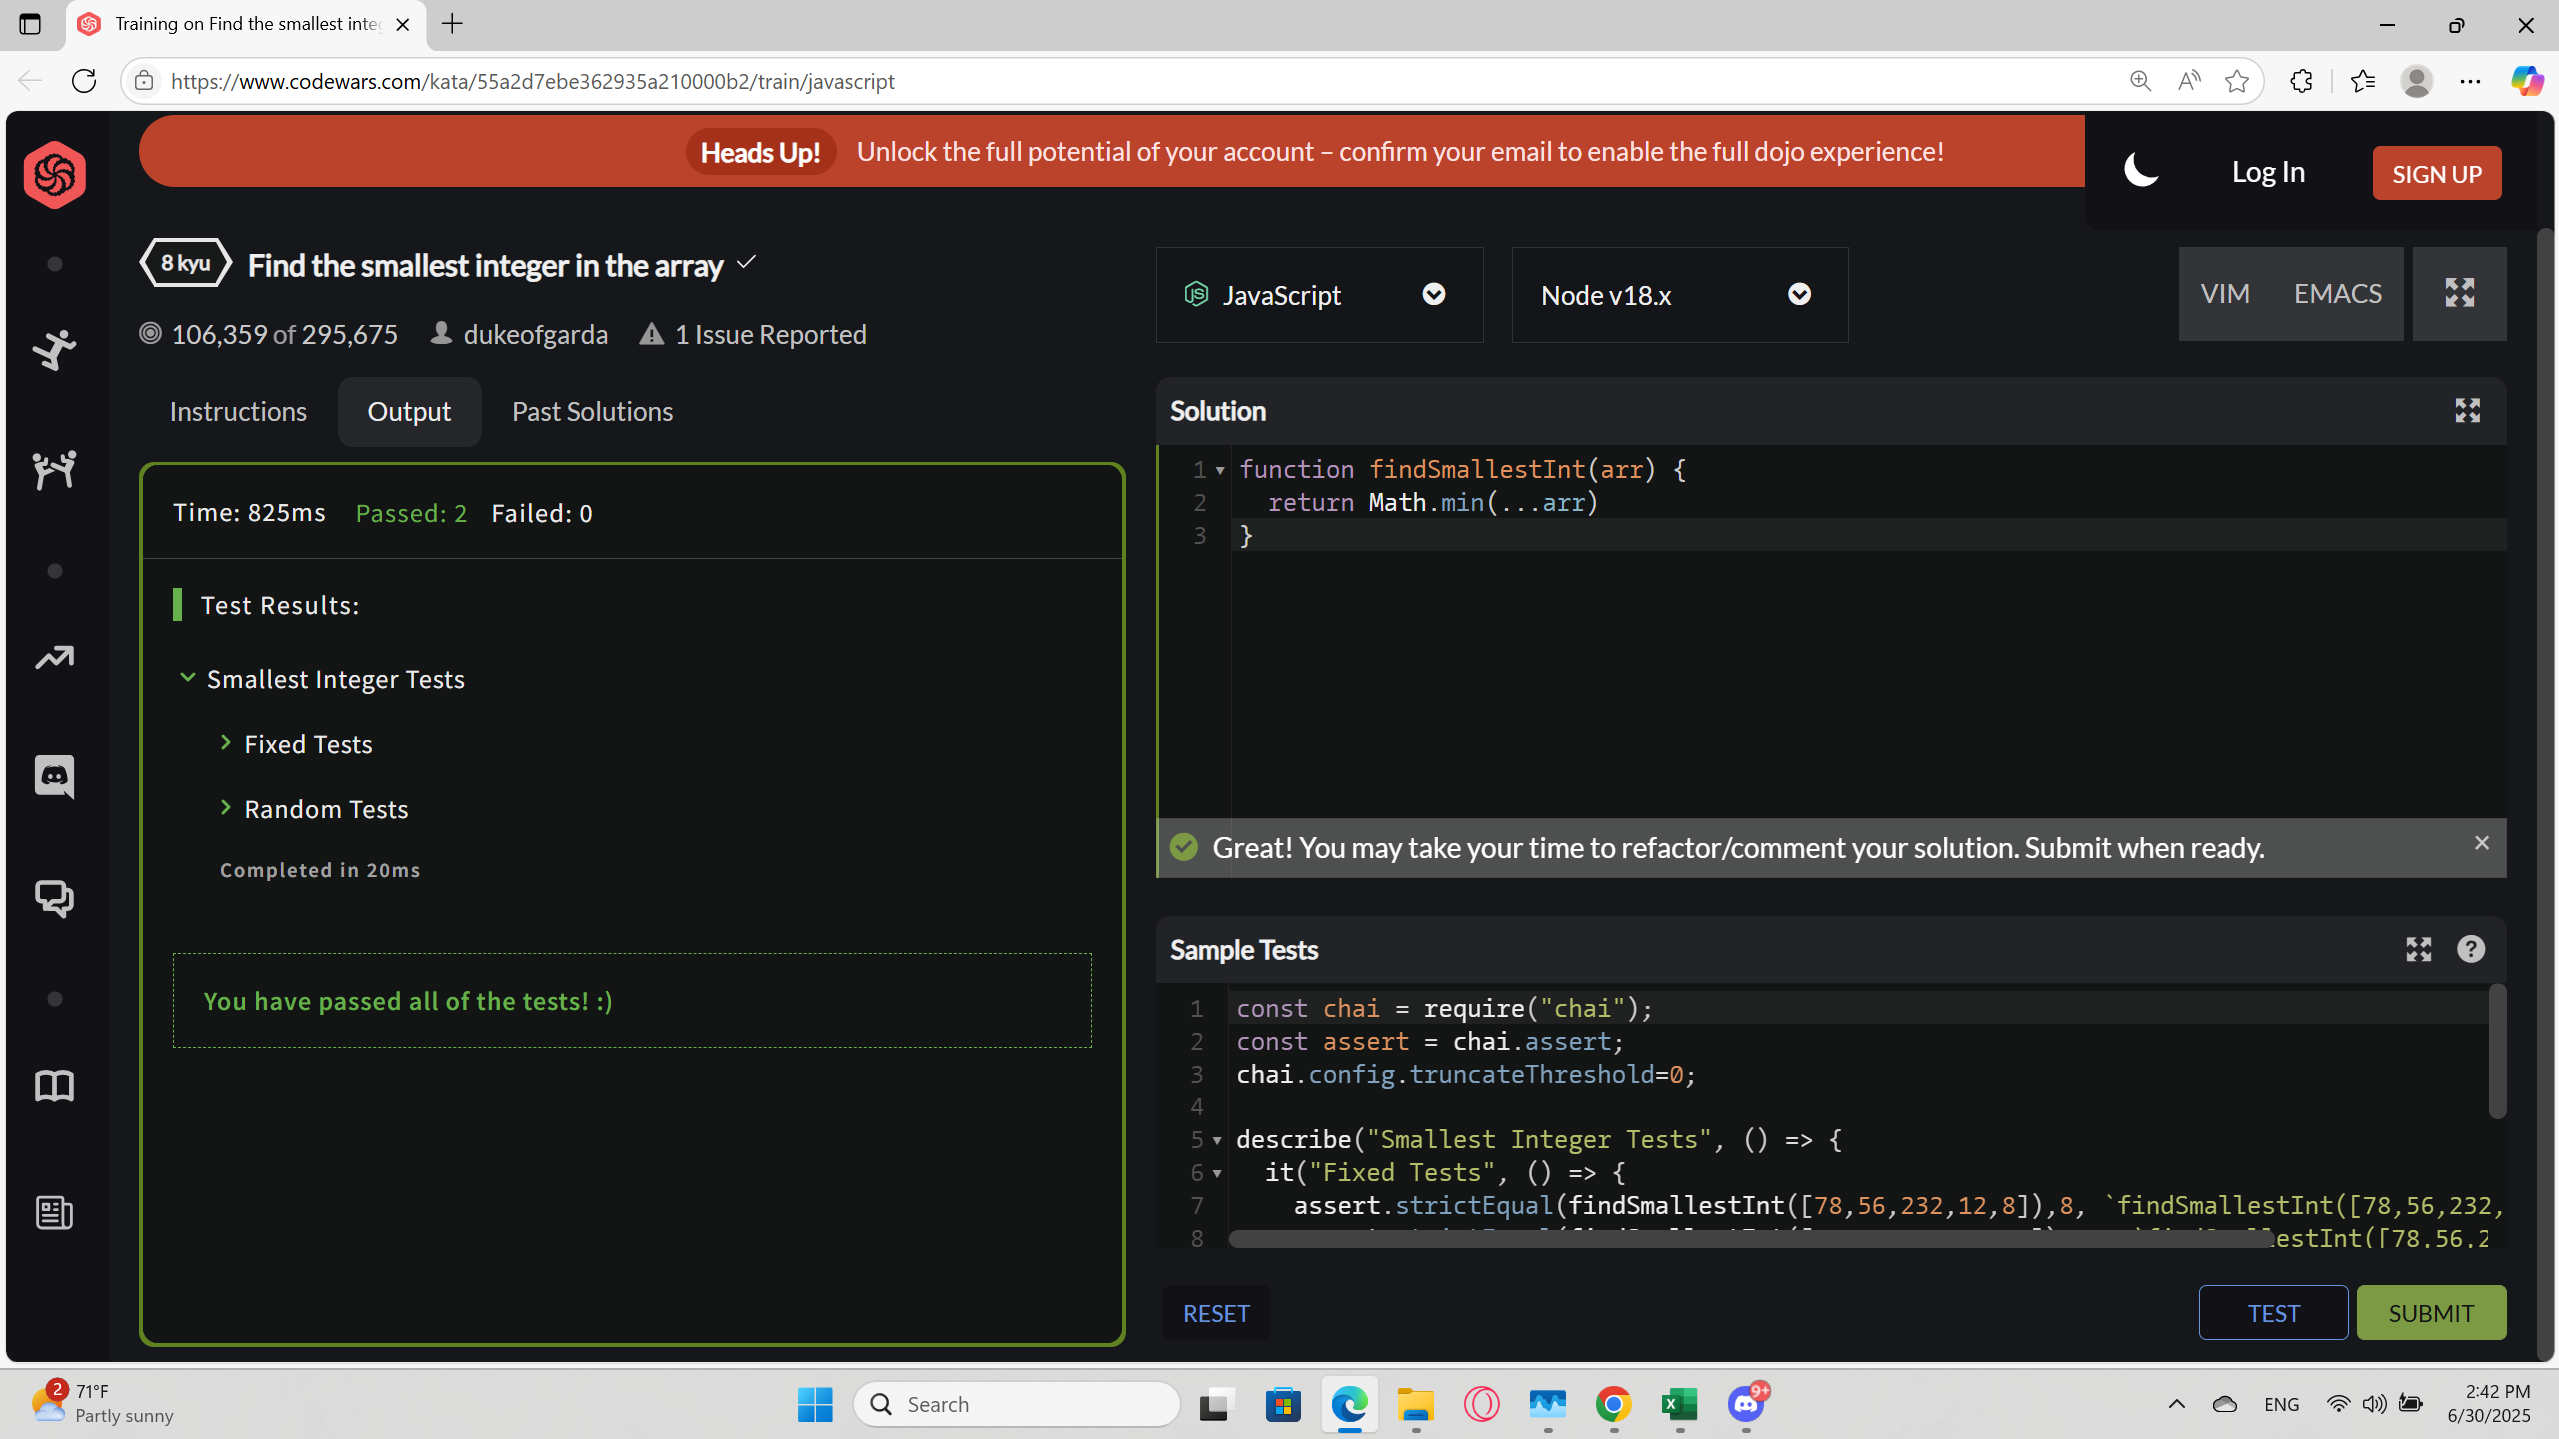 Training on Find the smallest inte
https://www.codewars.com/kata/55a2d7ebe362935a210000b2/train/javascript
Heads Up! Unlock the full potential of your account – confirm your email to enable the full dojo experience!
Log In
SIGN UP
8 kyu
Find the smallest integer in the array
106,359 of 295,675
dukeofgarda
1 Issue Reported
JavaScript
Node v18.x
VIM
EMACS
Instructions
Output
Past Solutions
Time: 825ms Passed: 2 Failed: 0
Test Results:
Smallest Integer Tests
Fixed Tests
Random Tests
Completed in 20ms
You have passed all of the tests! :)
Solution
1 function findSmallestInt(arr) {
2 return Math.min(...arr)
3 }
Great! You may take your time to refactor/comment your solution. Submit when ready.
Sample Tests
1 const chai = require("chai");
2 const assert = chai.assert;
3 chai.config.truncateThreshold=0;
4
5 describe("Smallest Integer Tests", () => {
6 it("Fixed Tests", () => {
7 assert.strictEqual(findSmallestInt([78,56,232,12,8]),8, `findSmallestInt([78,56,232,
8
RESET
TEST
SUBMIT
2
71°F
Partly sunny
Search
9+
ENG
2:42 PM
6/30/2025